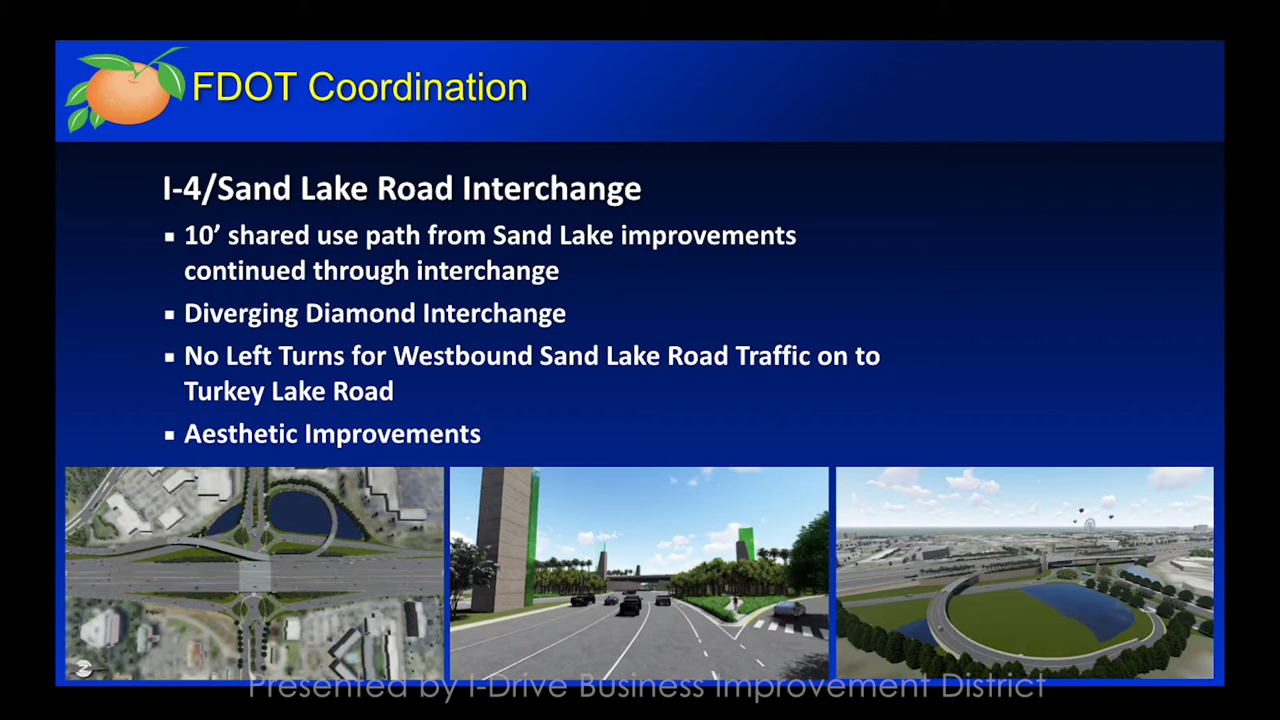 FDOT Coordination
I-4/Sand Lake Road Interchange
▪ 10’ shared use path from Sand Lake improvements
continued through interchange
▪ Diverging Diamond Interchange
▪ No Left Turns for Westbound Sand Lake Road Traffic on to
Turkey Lake Road
▪ Aesthetic Improvements
Presented by I-Drive Business Improvement District